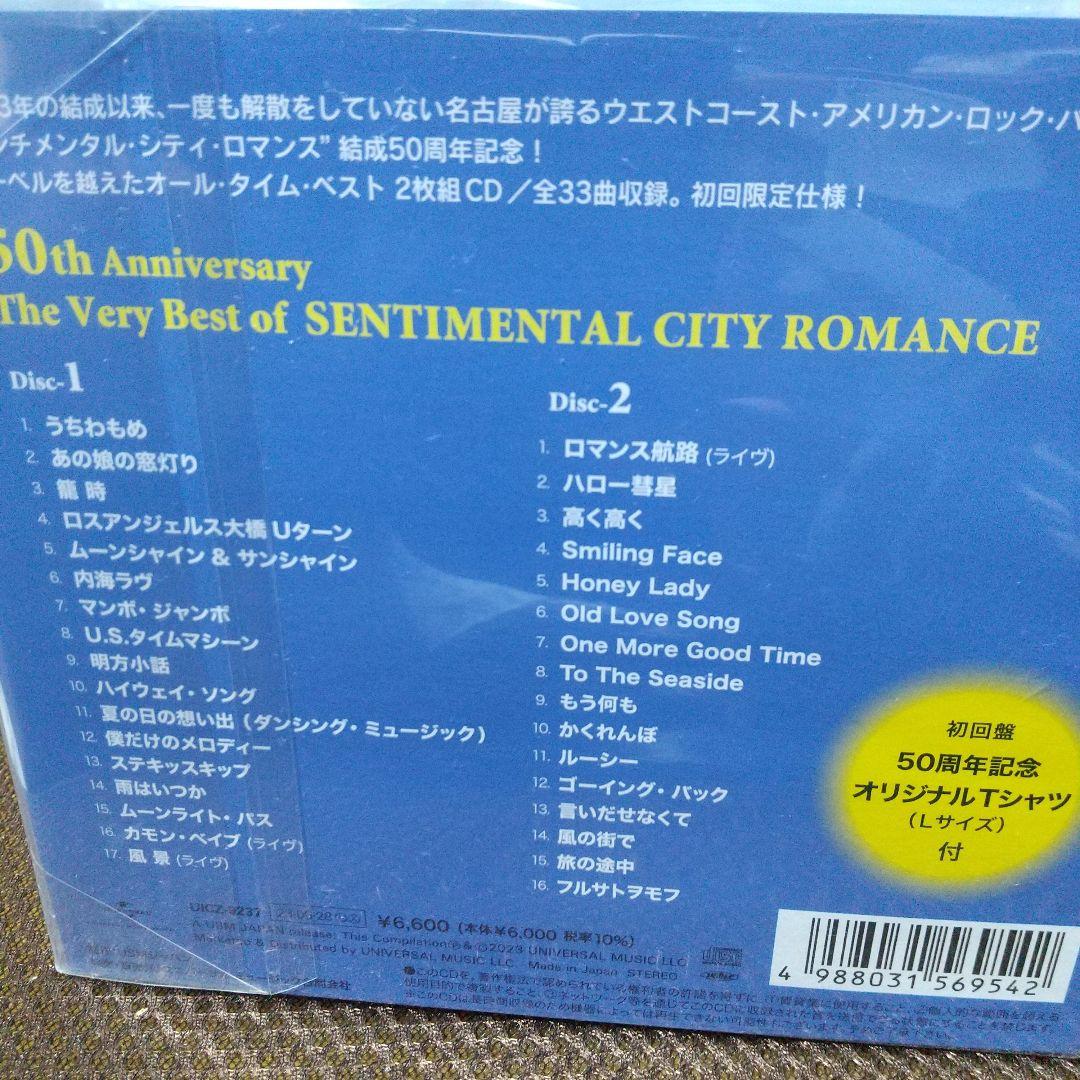 3年の結成以来、一度も解散をしていない名古屋が誇るウエストコースト・アメリカン・ロック・バ
ンチメンタル・シティ・ロマンス” 結成50周年記念！
ーベルを越えたオール・タイム・ベスト 2枚組CD／全33曲収録。初回限定仕様！
50th Anniversary
The Very Best of SENTIMENTAL CITY ROMANCE
Disc-1
1. うちわもめ
2. あの娘の窓灯り
3. 籠 時
4. ロスアンジェルス大橋 Uターン
5. ムーンシャイン & サンシャイン
6. 内海ラヴ
7. マンボ・ジャンボ
8. U.S.タイムマシーン
9. 明方小話
10. ハイウェイ・ソング
11. 夏の日の想い出（ダンシング・ミュージック）
12. 僕だけのメロディー
13. ステキッスキップ
14. 雨はいつか
15. ムーンライト・パス
16. カモン・ベイブ (ライヴ)
17. 風 景 (ライヴ)
Disc-2
1. ロマンス航路 (ライヴ)
2. ハロー彗星
3. 高く高く
4. Smiling Face
5. Honey Lady
6. Old Love Song
7. One More Good Time
8. To The Seaside
9. もう何も
10. かくれんぼ
11. ルーシー
12. ゴーイング・バック
13. 言いだせなくて
14. 風の街で
15. 旅の途中
16. フルサトヲモフ
初回盤
50周年記念
オリジナルTシャツ
（Lサイズ）
付
UICZ-9237 ¥6,600 (本体¥6,000 税率10%)
A USM JAPAN release; This Compilation ℗ & © 2023 UNIVERSAL MUSIC LLC
Marketed & Distributed by UNIVERSAL MUSIC LLC Made in Japan STEREO
4 988031 569542